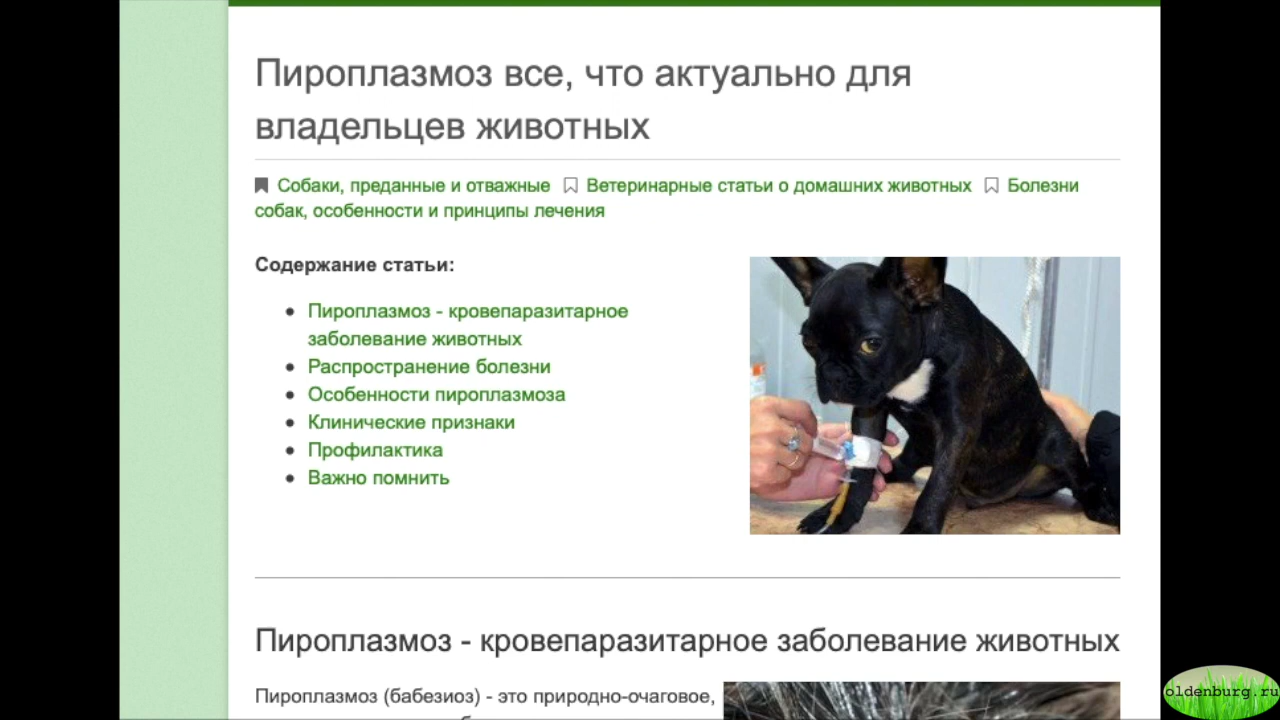 Пироплазмоз все, что актуально для
владельцев животных
Собаки, преданные и отважные Ветеринарные статьи о домашних животных Болезни
собак, особенности и принципы лечения
Содержание статьи:
Пироплазмоз - кровепаразитарное
заболевание животных
Распространение болезни
Особенности пироплазмоза
Клинические признаки
Профилактика
Важно помнить
Пироплазмоз - кровепаразитарное заболевание животных
Пироплазмоз (бабезиоз) - это природно-очаговое,
oldenburg.ru